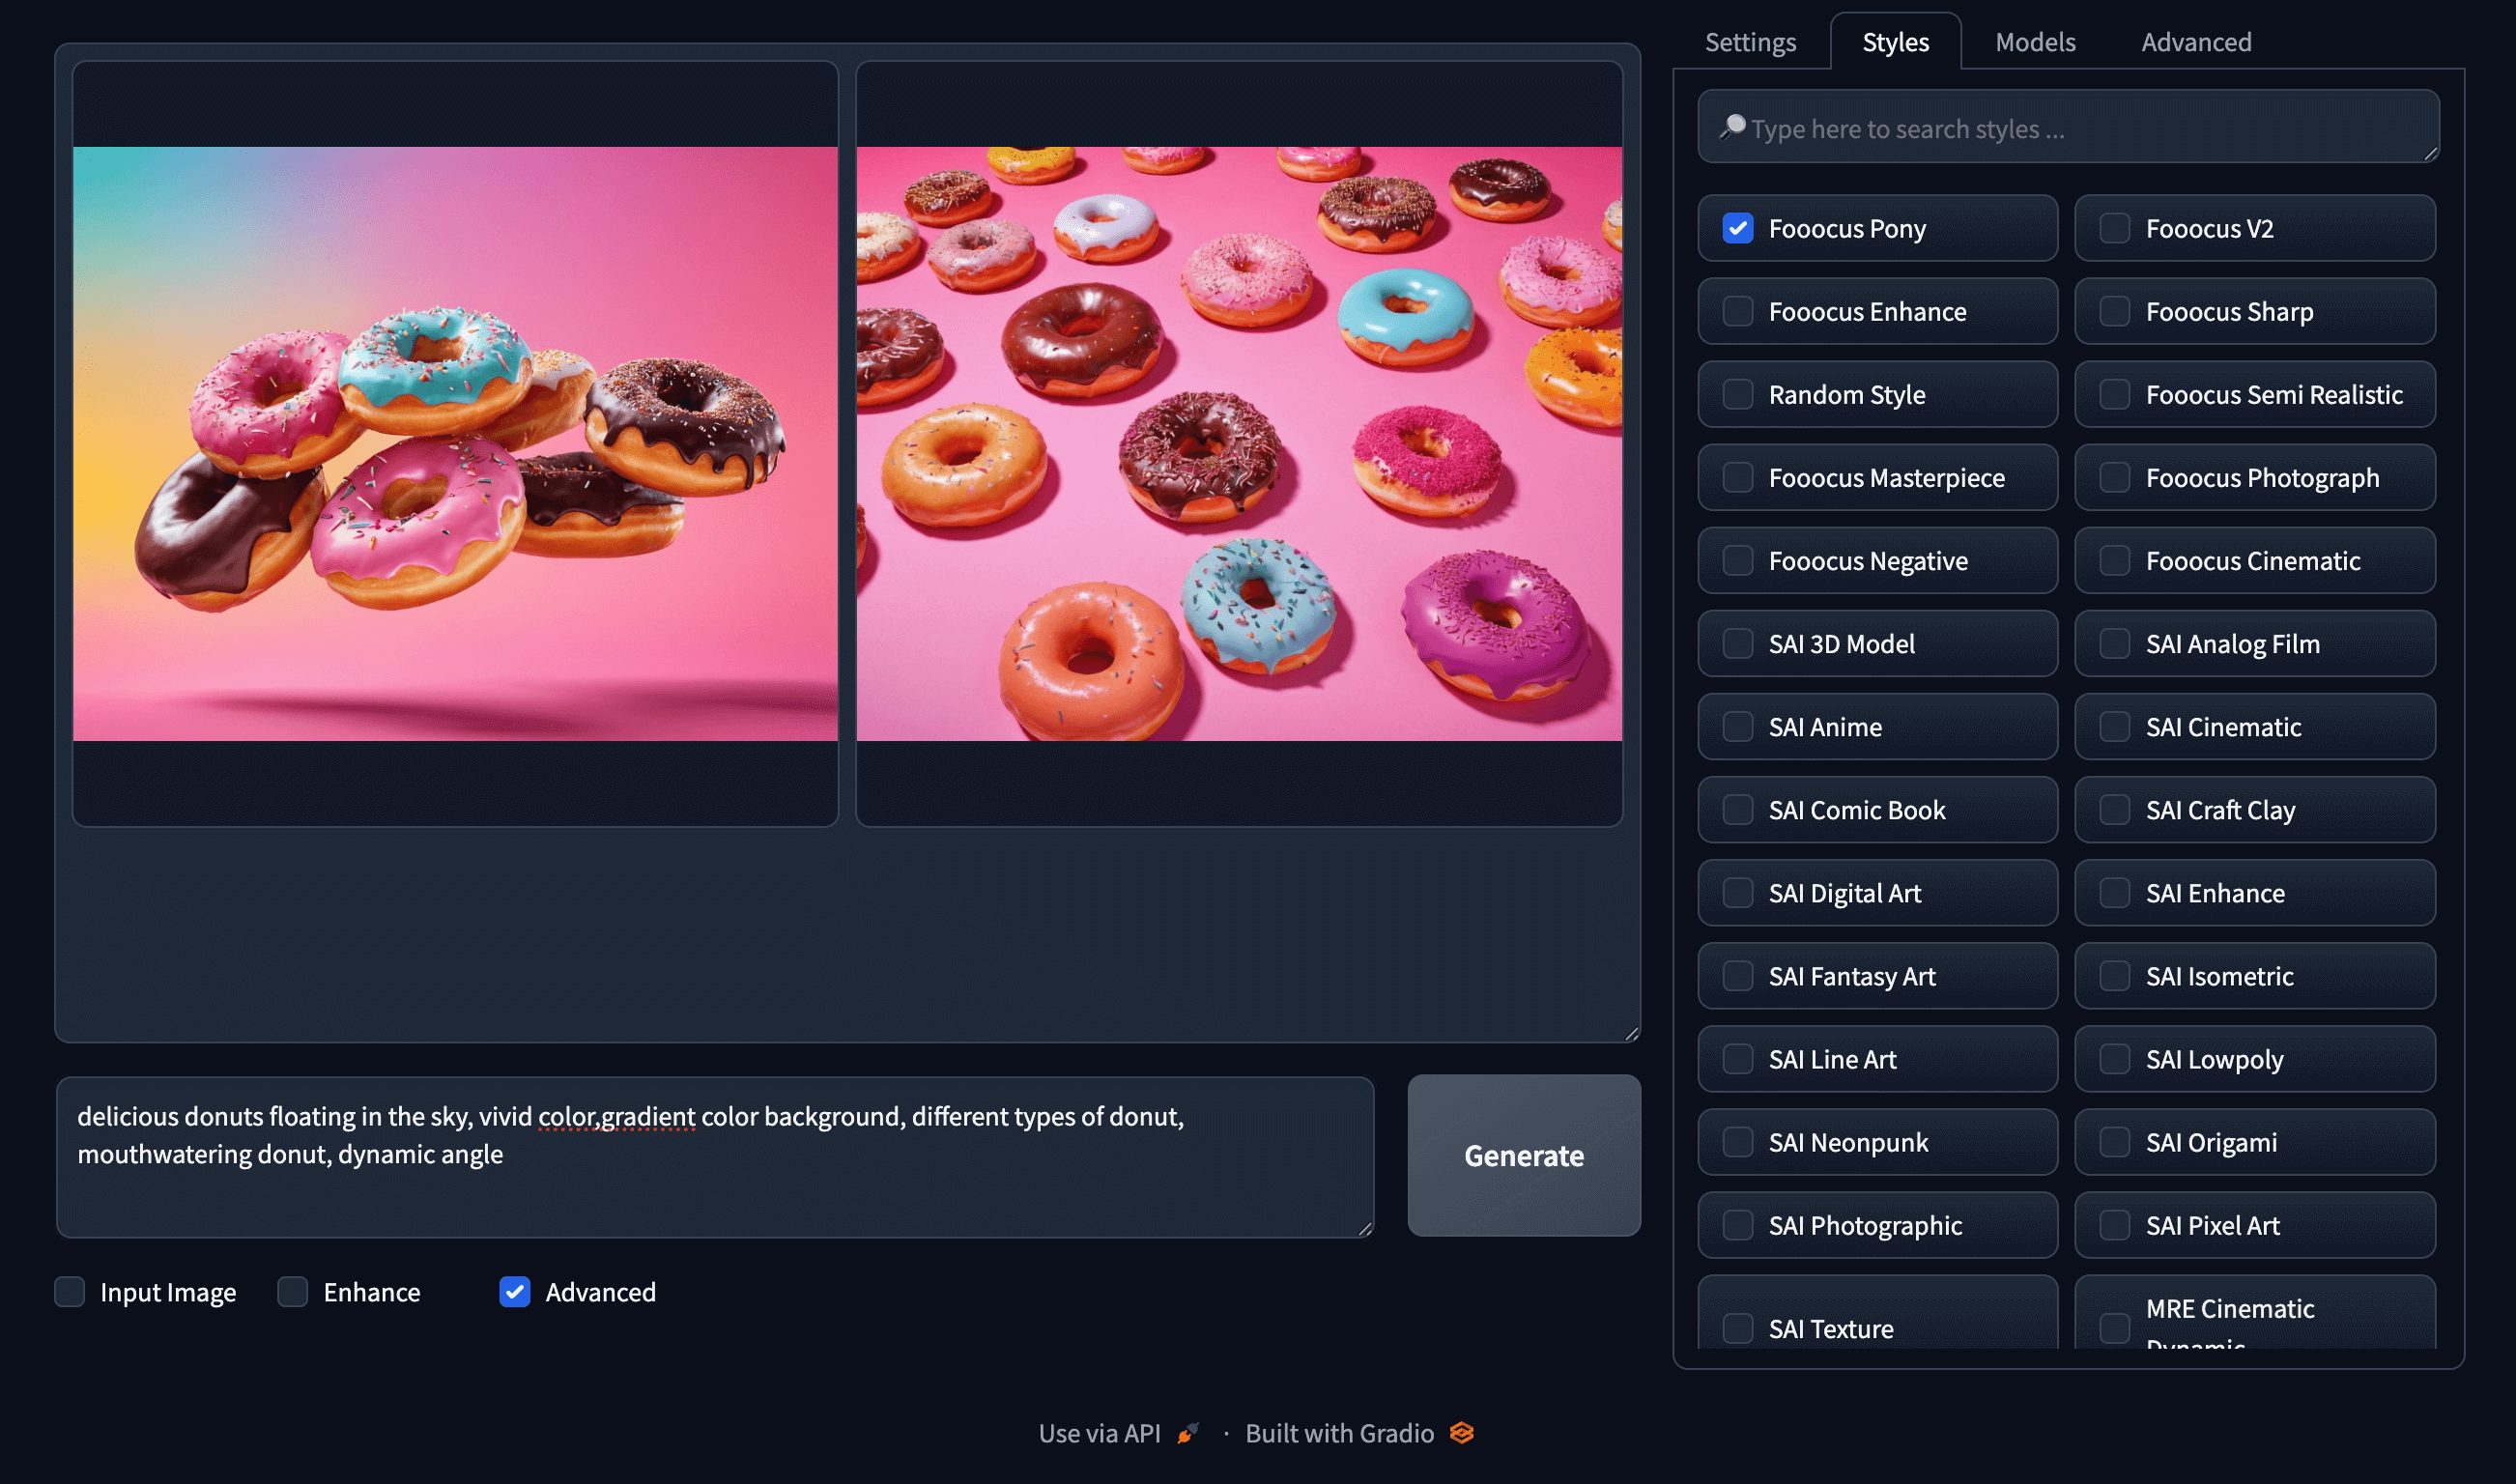 Settings
Styles
Models
Advanced
Type here to search styles ...
Fooocus Pony
Fooocus V2
Fooocus Enhance
Fooocus Sharp
Random Style
Fooocus Semi Realistic
Fooocus Masterpiece
Fooocus Photograph
Fooocus Negative
Fooocus Cinematic
SAI 3D Model
SAI Analog Film
SAI Anime
SAI Cinematic
SAI Comic Book
SAI Craft Clay
SAI Digital Art
SAI Enhance
SAI Fantasy Art
SAI Isometric
SAI Line Art
SAI Lowpoly
SAI Neonpunk
SAI Origami
SAI Photographic
SAI Pixel Art
SAI Texture
MRE Cinematic
Dynamic
delicious donuts floating in the sky, vivid color,gradient color background, different types of donut,
mouthwatering donut, dynamic angle
Generate
Input Image
Enhance
Advanced
Use via API · Built with Gradio